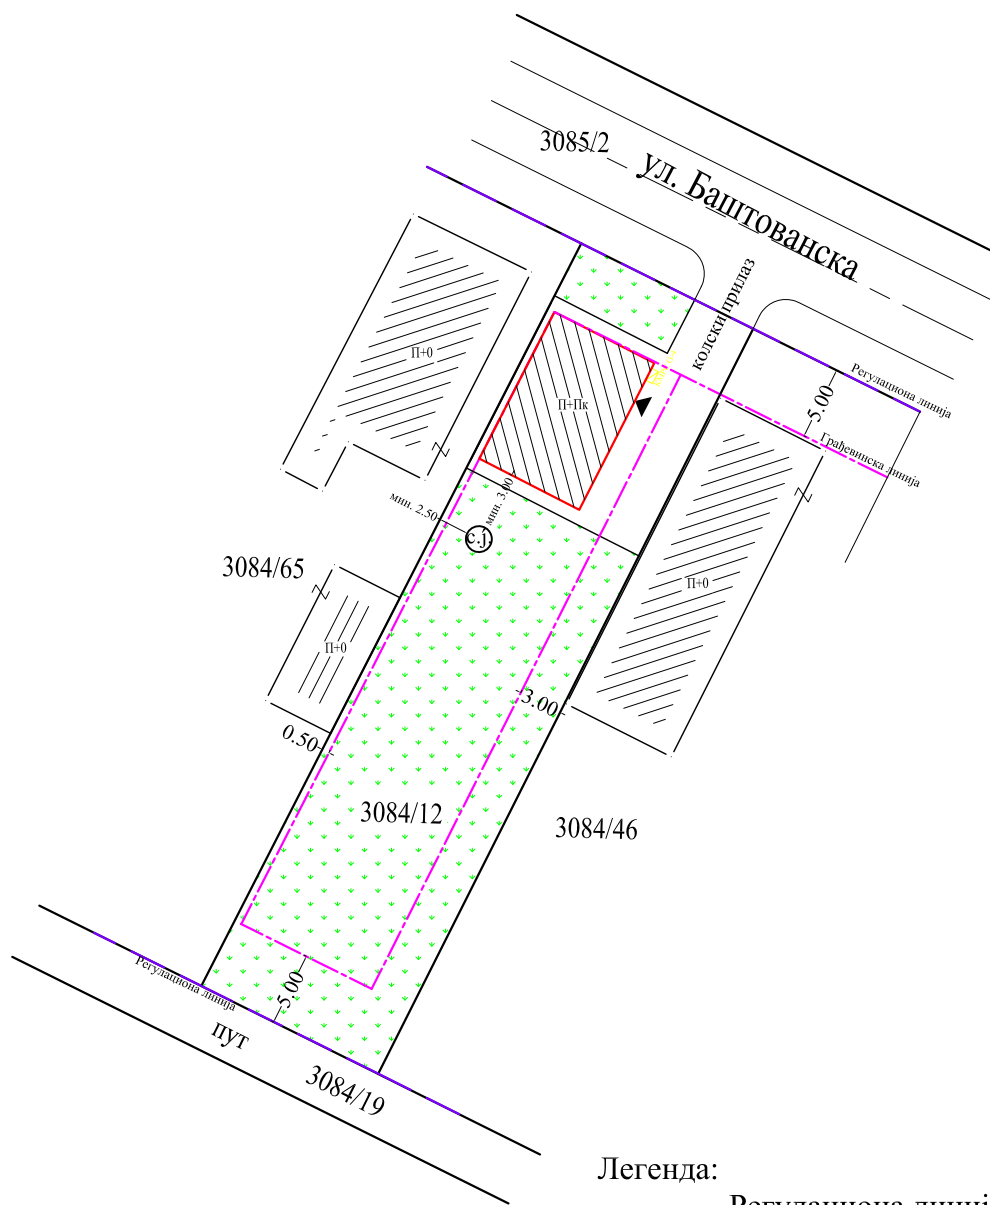 3085/2
ул. Баштованска
колски прилаз
П+0
П+Пк
Регулациона линија
5.00
Грађевинска линија
мин. 2.50
мин. 3.00
с.ј.
3084/65
П+0
П+0
3.00
0.50
3084/12
3084/46
Регулациона линија
5.00
пут
3084/19
Легенда: